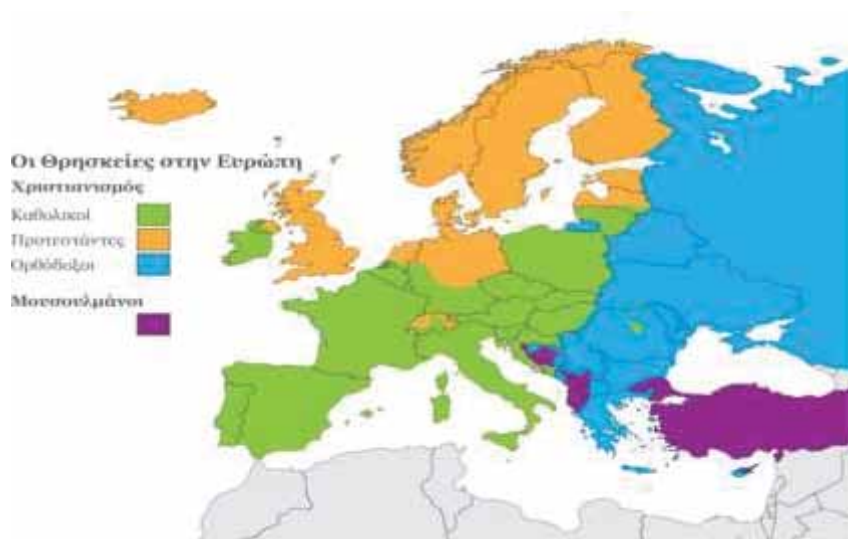 Οι Θρησκείες στην Ευρώπη
Χριστιανισμός
Καθολικοί
Προτεστάντες
Ορθόδοξοι
Μουσουλμάνοι